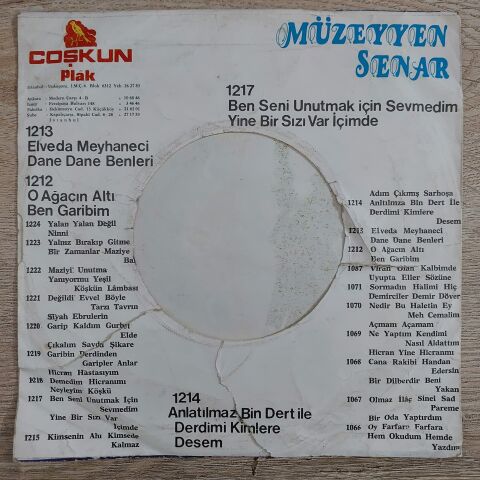 COŞKUN
Plak
MÜZEYYEN
SENAR
1217
Ben Seni Unutmak için Sevmedim
Yine Bir Sızı Var İçimde
1213
Elveda Meyhaneci
Dane Dane Benleri
1212
O Ağacın Altı
Ben Garibim
1224 Yalan Yalan Değil
Ninni
1223 Yalnız Bırakıp Gitme
Bir Zamanlar Maziye
Bak
1222 Maziyi Unutma
Yanıyormu Yeşil
Köşkün Lâmbası
1221 Değildi Evvel Böyle
Tarzı Tavrın
Siyah Ebrulerin
1220 Garip Kaldım Gurbet
Elde
Çıkalım Sayda Şikare
1219 Garibin Derdinden
Garipler Anlar
Hicran Hastasıyım
1218 Demedim Hicranımı
Neyleyim Köşkü
1217 Ben Seni Unutmak İçin
Sevmedim
Yine Bir Sızı Var
İçimde
1215 Kimsenin Ahı Kimsede
Kalmaz
1214
Anlatılmaz Bin Dert ile
Derdimi Kimlere
Desem
Adım Çıkmış Sarhoşa
1214 Anlatılmaz Bin Dert İle
Derdimi Kimlere
Desem
1213 Elveda Meyhaneci
Dane Dane Benleri
1212 O Ağacın Altı
Ben Garibim
1087 Viran Olan Kalbimde
Uyupta Eller Sözüne
1071 Sormadın Halimi Hiç
Demirciler Demir Döver
1070 Nedir Bu Haletin Ey
Meh Cemalim
Açmam Açamam
1069 Ne Yaptım Kendimi
Nasıl Aldattım
Hicran Yine Hicranmı
1068 Cana Rakibi Handan
Edersin
Bir Dilberdir Beni
Yakan
1067 Olmaz İlâç Sinei Sad
Pareme
Bir Oda Yaptırdım
1066 Oy Farfara Farfara
Hem Okudum Hemde
Yazdım